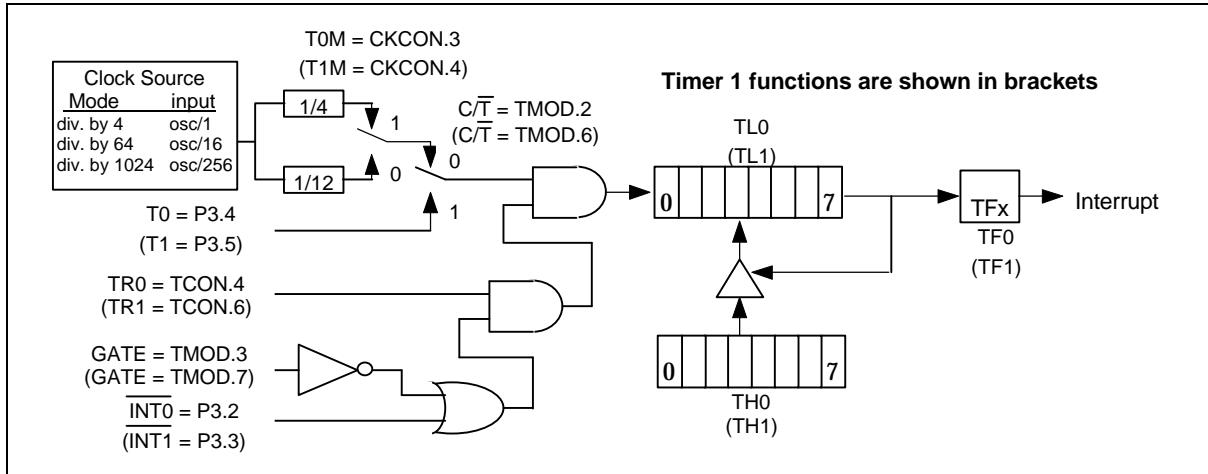 T0M = CKCON.3
(T1M = CKCON.4)
Timer 1 functions are shown in brackets
Clock Source
Mode input
div. by 4 osc/1
div. by 64 osc/16
div. by 1024 osc/256
1/4
1/12
1
0
C/T̅ = TMOD.2
(C/T̅ = TMOD.6)
0
1
T0 = P3.4
(T1 = P3.5)
TL0
(TL1)
0 7
TFx
TF0
(TF1)
Interrupt
TR0 = TCON.4
(TR1 = TCON.6)
GATE = TMOD.3
(GATE = TMOD.7)
I̅N̅T̅0̅ = P3.2
(I̅N̅T̅1̅ = P3.3)
0 7
TH0
(TH1)